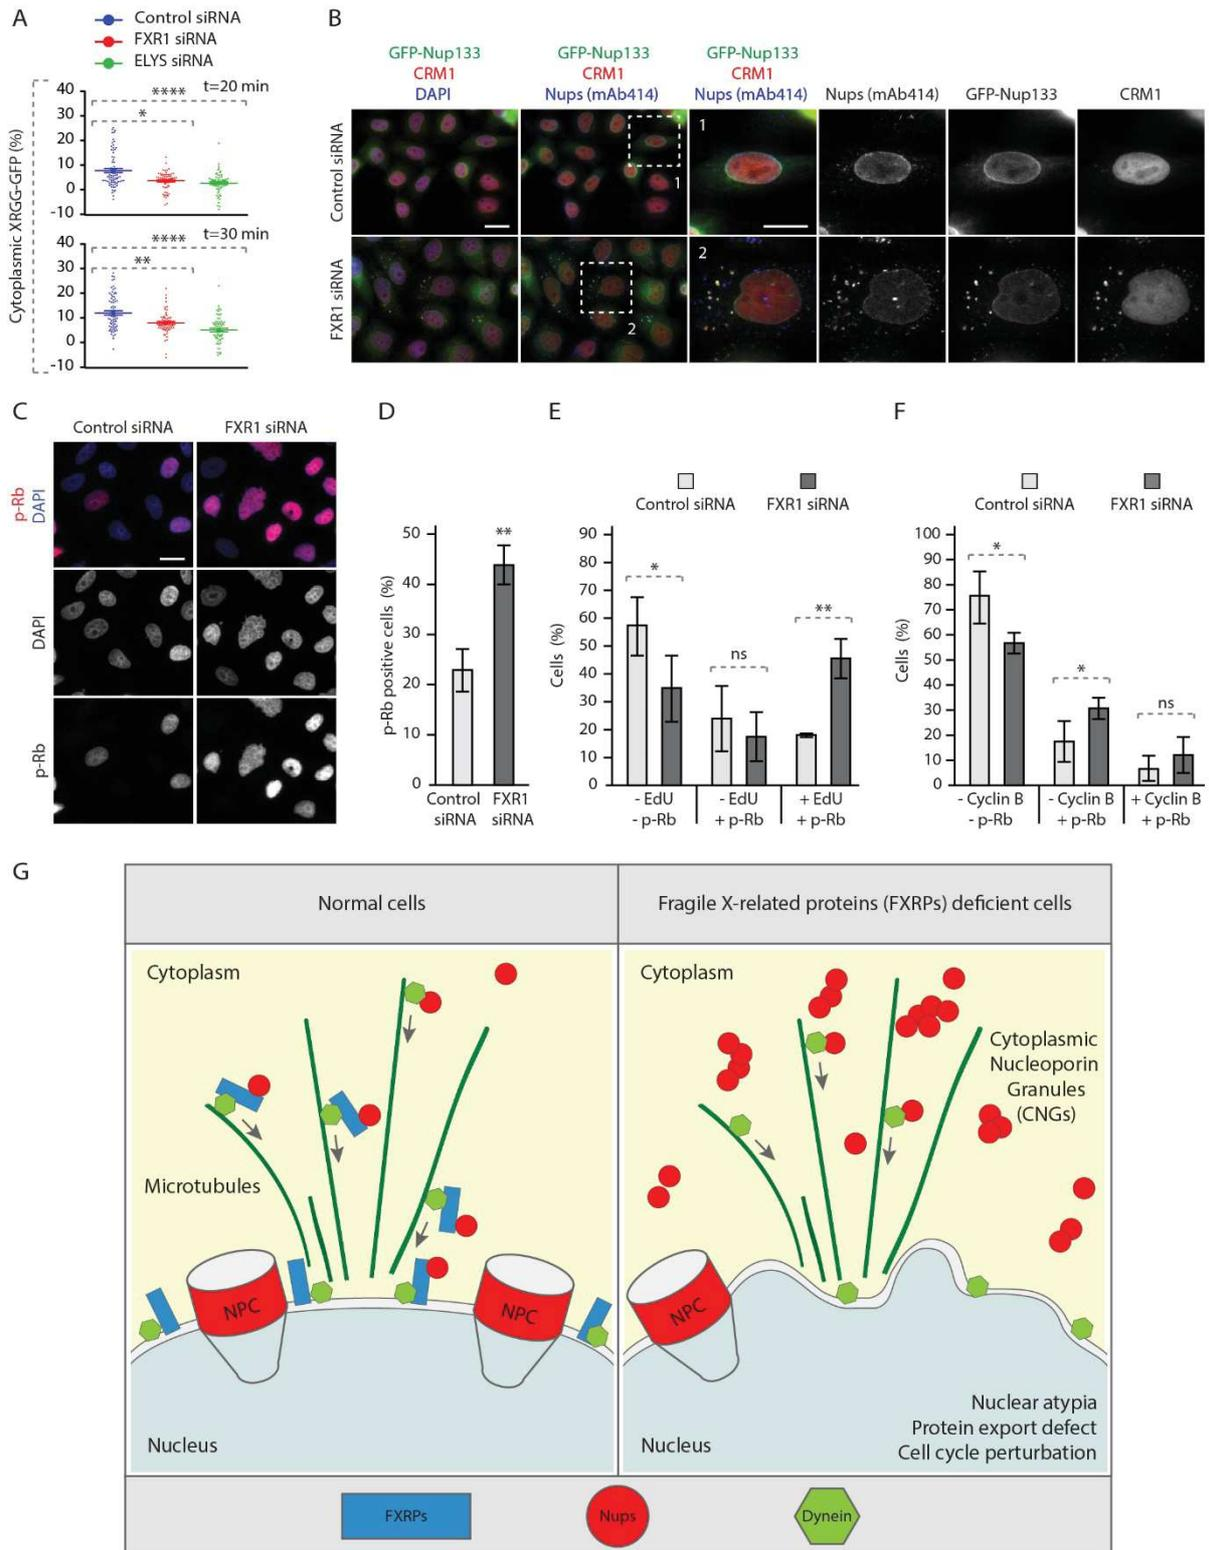 A
Control siRNA
FXR1 siRNA
ELYS siRNA
Cytoplasmic XRGG-GFP (%)
t=20 min
****
*
40
30
20
10
0
-10
t=30 min
****
**
40
30
20
10
0
-10
B
GFP-Nup133
CRM1
DAPI
GFP-Nup133
CRM1
Nups (mAb414)
GFP-Nup133
CRM1
Nups (mAb414)
Nups (mAb414)
GFP-Nup133
CRM1
Control siRNA
1
1
FXR1 siRNA
2
2
C
Control siRNA
FXR1 siRNA
p-Rb
DAPI
DAPI
p-Rb
D
p-Rb positive cells (%)
50
40
30
20
10
0
**
Control
siRNA
FXR1
siRNA
E
Control siRNA
FXR1 siRNA
Cells (%)
90
80
70
60
50
40
30
20
10
0
*
ns
**
- EdU
- p-Rb
- EdU
+ p-Rb
+ EdU
+ p-Rb
F
Control siRNA
FXR1 siRNA
Cells (%)
100
90
80
70
60
50
40
30
20
10
0
*
*
ns
- Cyclin B
- p-Rb
- Cyclin B
+ p-Rb
+ Cyclin B
+ p-Rb
G
Normal cells
Fragile X-related proteins (FXRPs) deficient cells
Cytoplasm
Microtubules
NPC
NPC
Nucleus
Cytoplasm
Cytoplasmic
Nucleoporin
Granules
(CNGs)
NPC
Nuclear atypia
Protein export defect
Cell cycle perturbation
Nucleus
FXRPs
Nups
Dynein